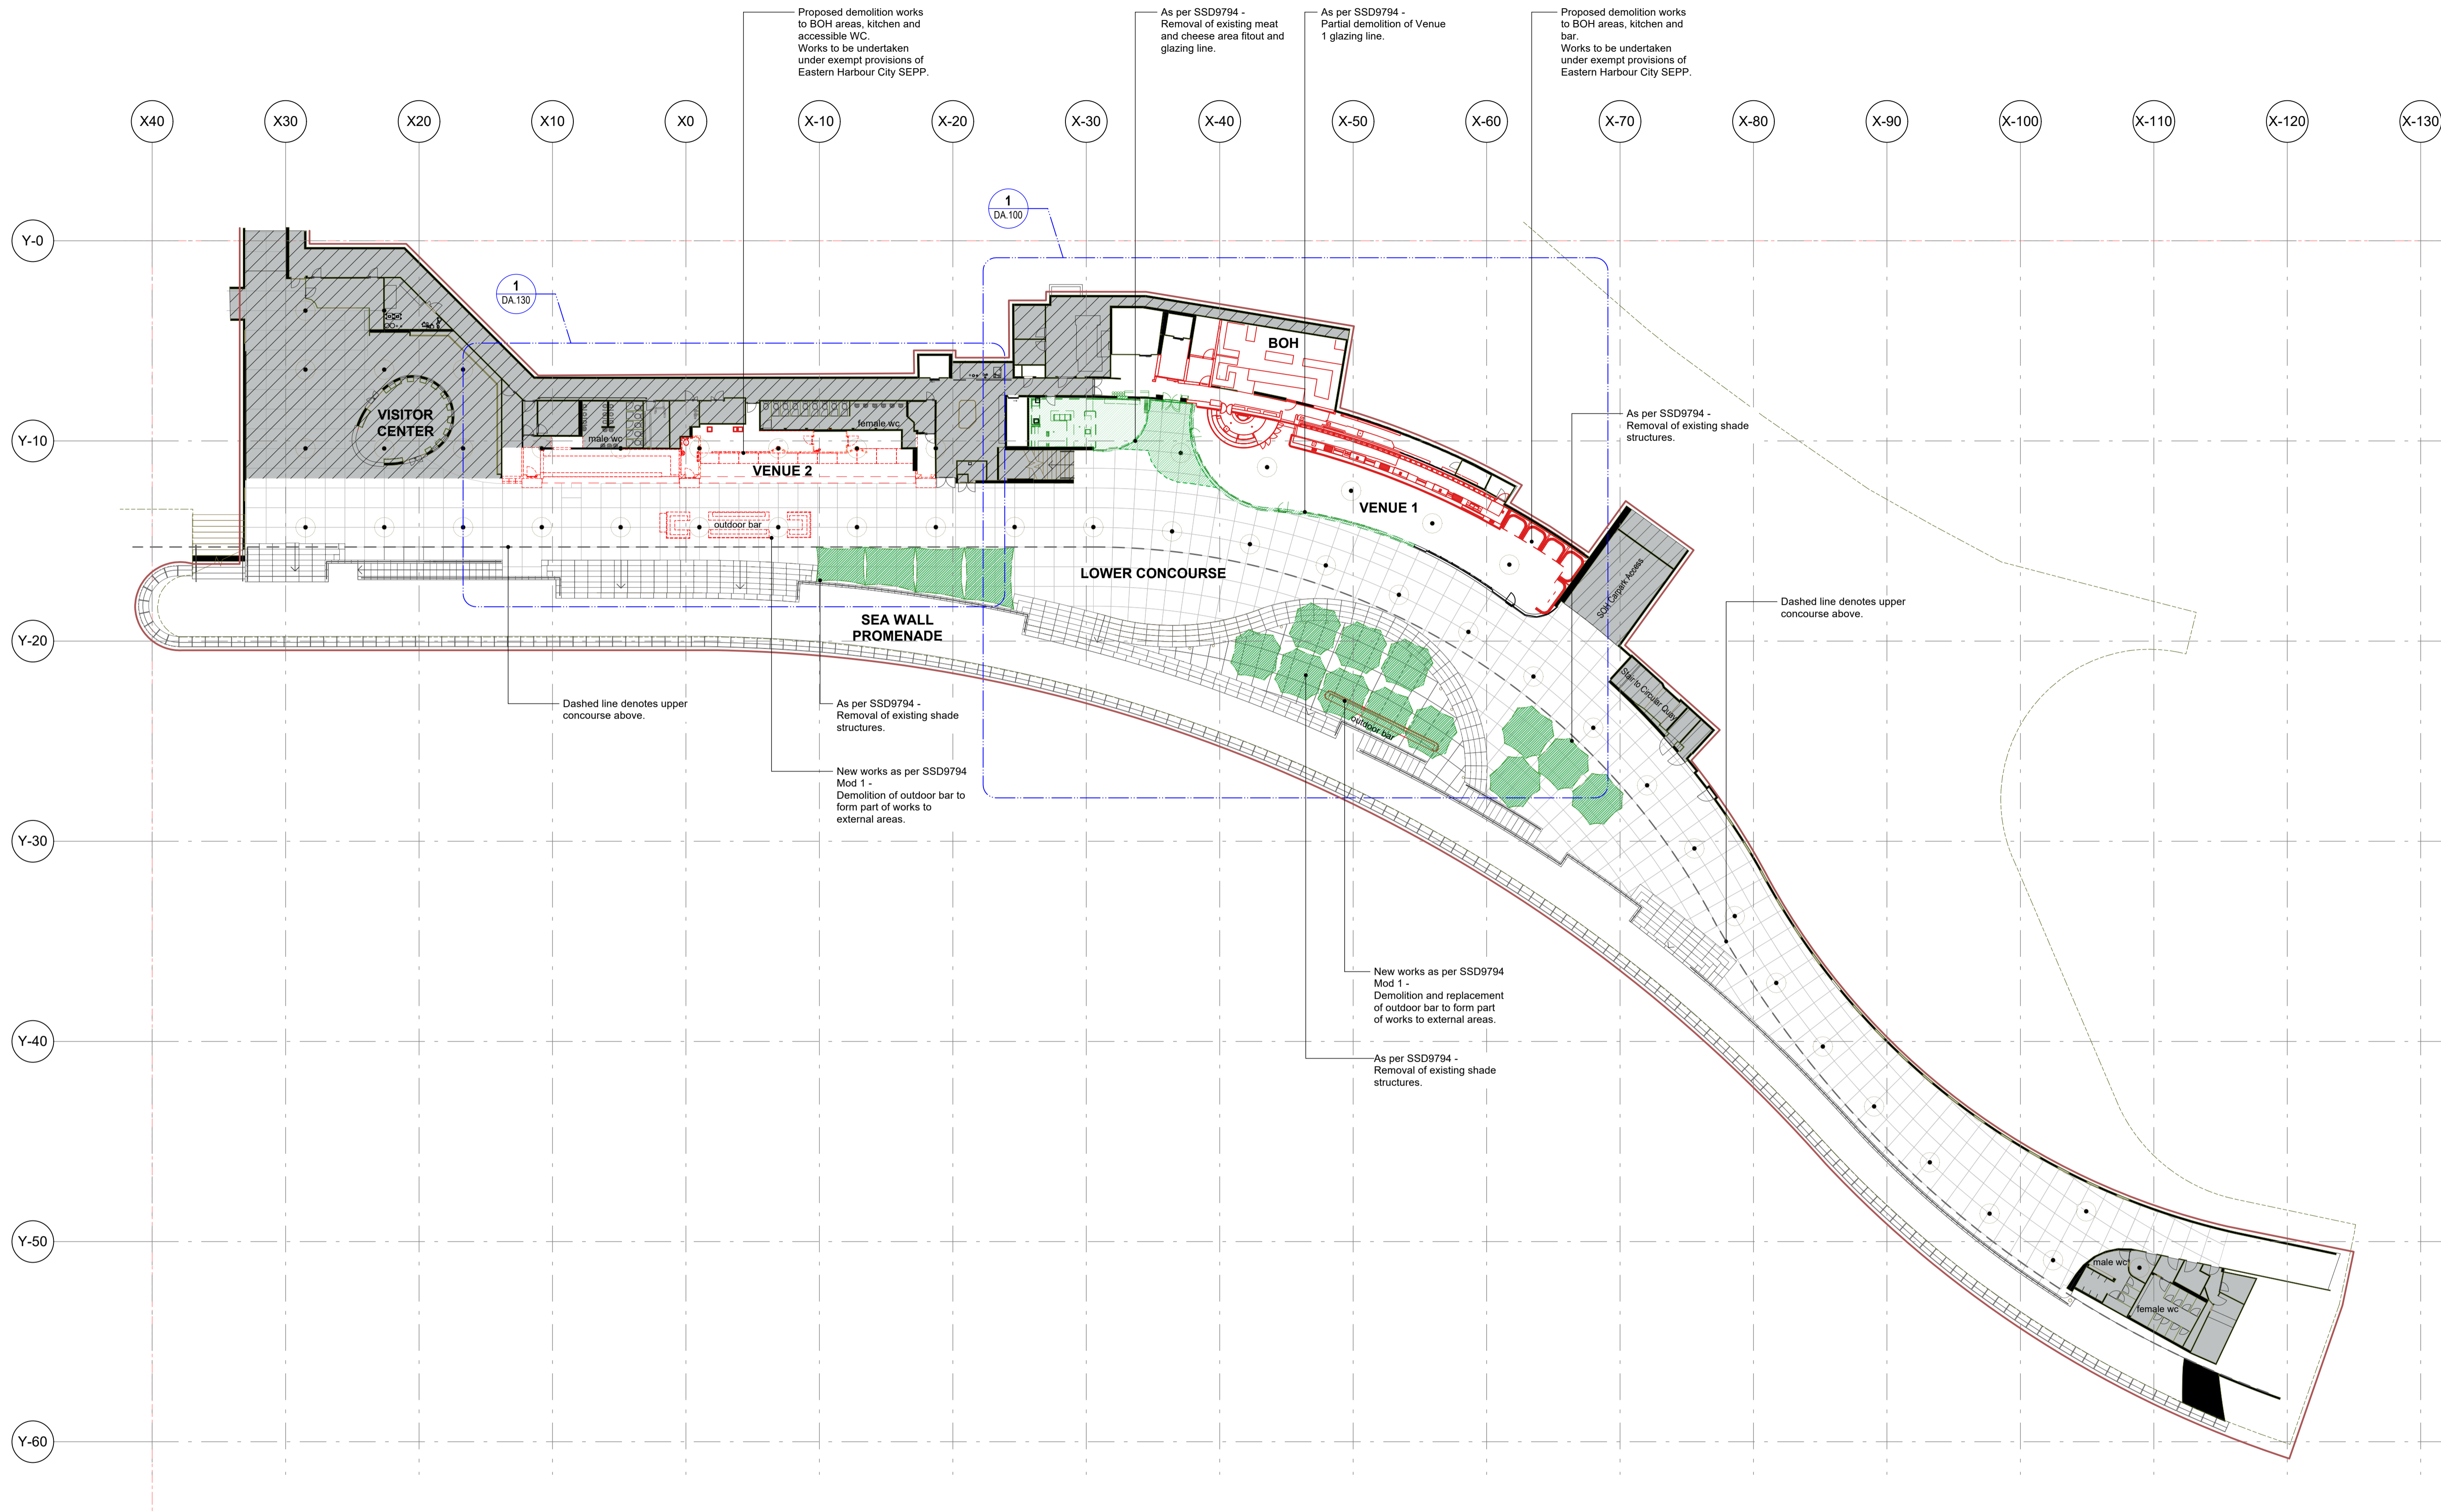 Proposed demolition works
to BOH areas, kitchen and
accessible WC.
Works to be undertaken
under exempt provisions of
Eastern Harbour City SEPP.
As per SSD9794 -
Removal of existing meat
and cheese area fitout and
glazing line.
As per SSD9794 -
Partial demolition of Venue
1 glazing line.
Proposed demolition works
to BOH areas, kitchen and
bar.
Works to be undertaken
under exempt provisions of
Eastern Harbour City SEPP.
X40
X30
X20
X10
X0
X-10
X-20
X-30
X-40
X-50
X-60
X-70
X-80
X-90
X-100
X-110
X-120
X-130
1
DA.100
Y-0
1
DA.130
BOH
VISITOR
CENTER
As per SSD9794 -
Removal of existing shade
structures.
female wc
male wc
Y-10
VENUE 2
VENUE 1
outdoor bar
LOWER CONCOURSE
SOH Carpark Access
Dashed line denotes upper
concourse above.
SEA WALL
PROMENADE
Y-20
Stair to Circular Quay
Dashed line denotes upper
concourse above.
As per SSD9794 -
Removal of existing shade
structures.
outdoor bar
New works as per SSD9794
Mod 1 -
Demolition of outdoor bar to
form part of works to
external areas.
Y-30
New works as per SSD9794
Mod 1 -
Demolition and replacement
of outdoor bar to form part
of works to external areas.
Y-40
As per SSD9794 -
Removal of existing shade
structures.
Y-50
male wc
female wc
Y-60